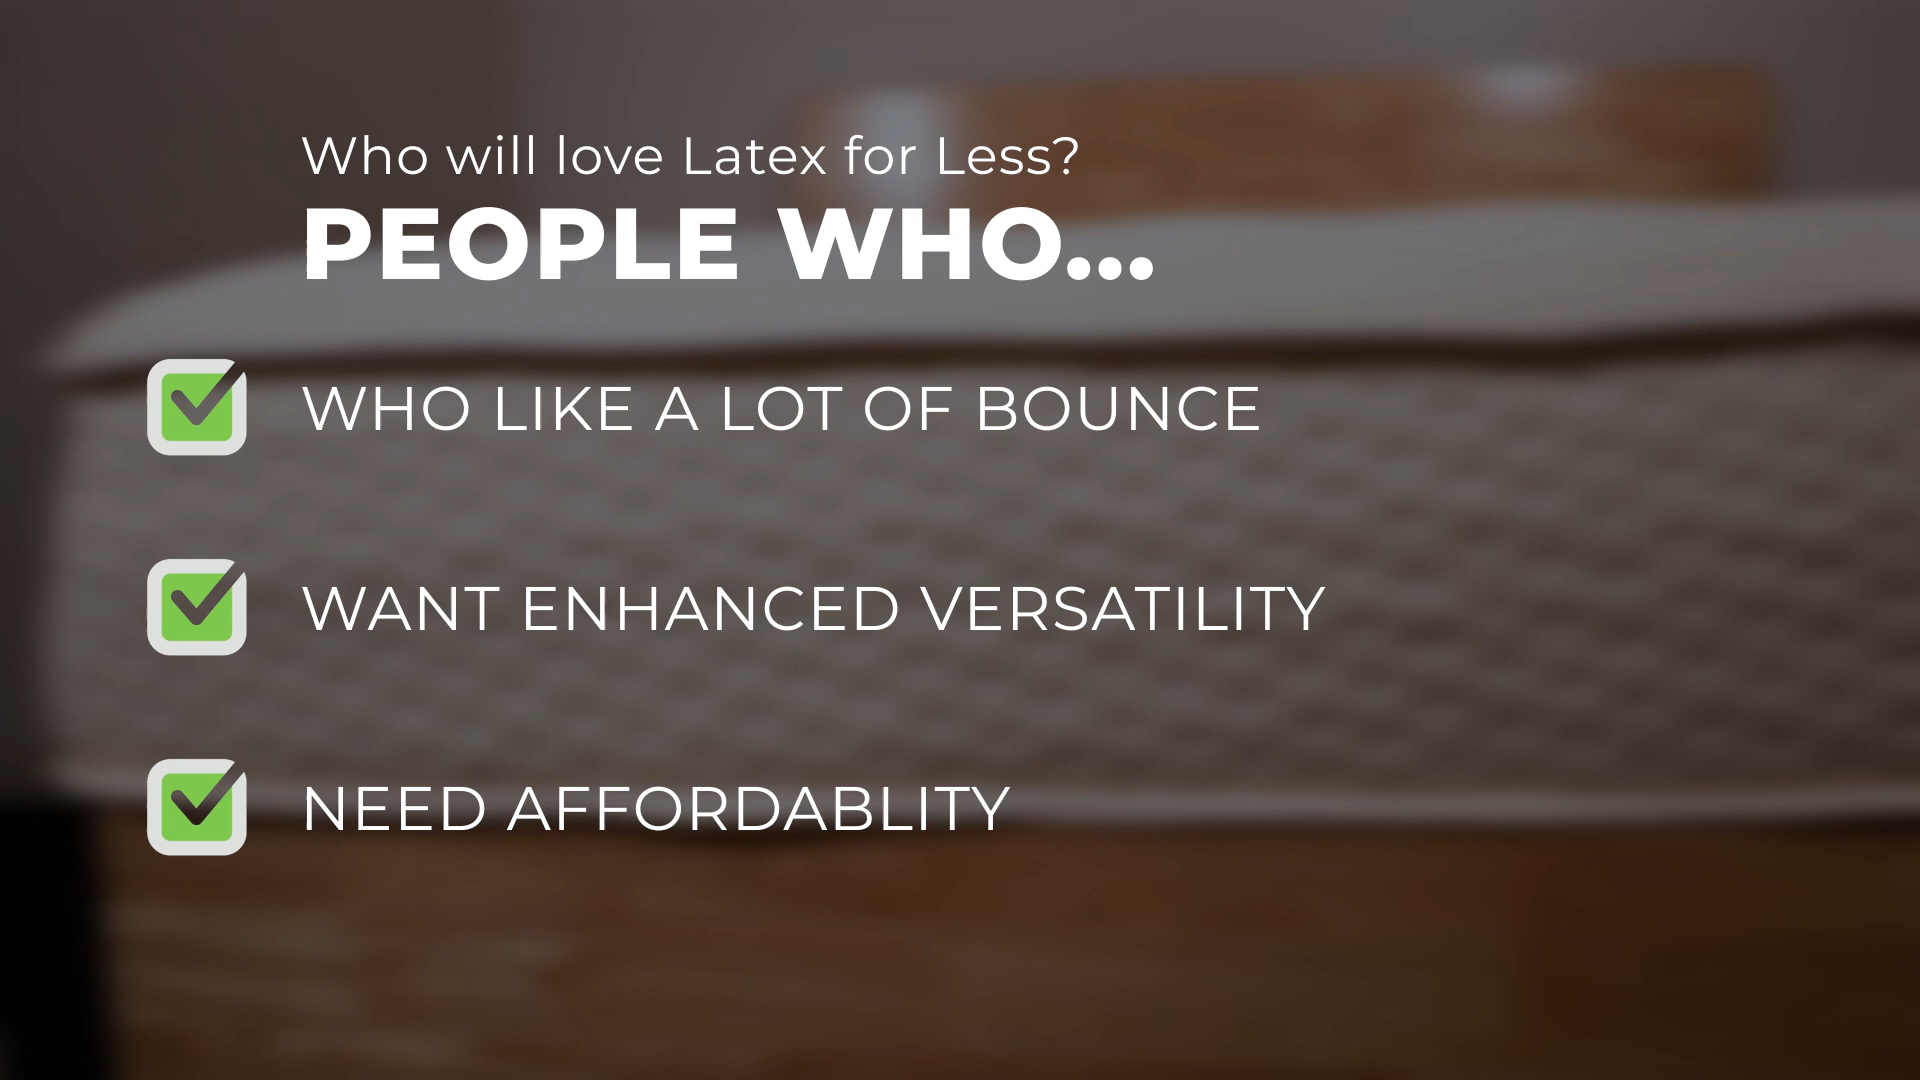 Who will love Latex for Less?
PEOPLE WHO...
WHO LIKE A LOT OF BOUNCE
WANT ENHANCED VERSATILITY
NEED AFFORDABLITY